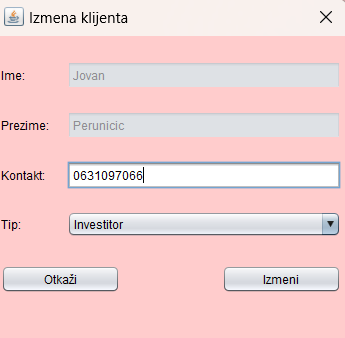 Izmena klijenta
Ime: Jovan
Prezime: Perunicic
Kontakt: 0631097066
Tip: Investitor
Otkaži Izmeni